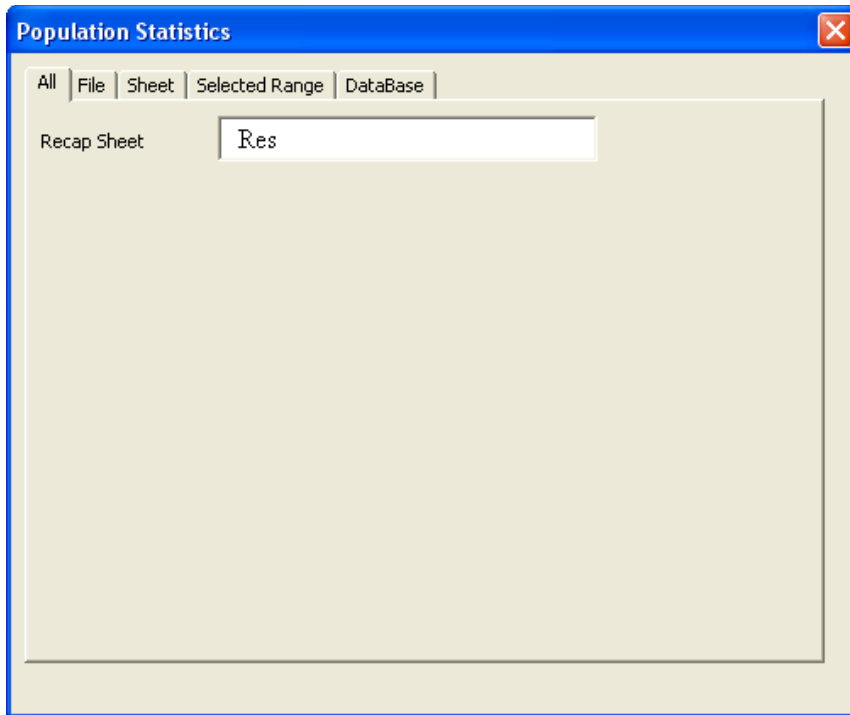 Population Statistics
All File Sheet Selected Range DataBase
Recap Sheet Res